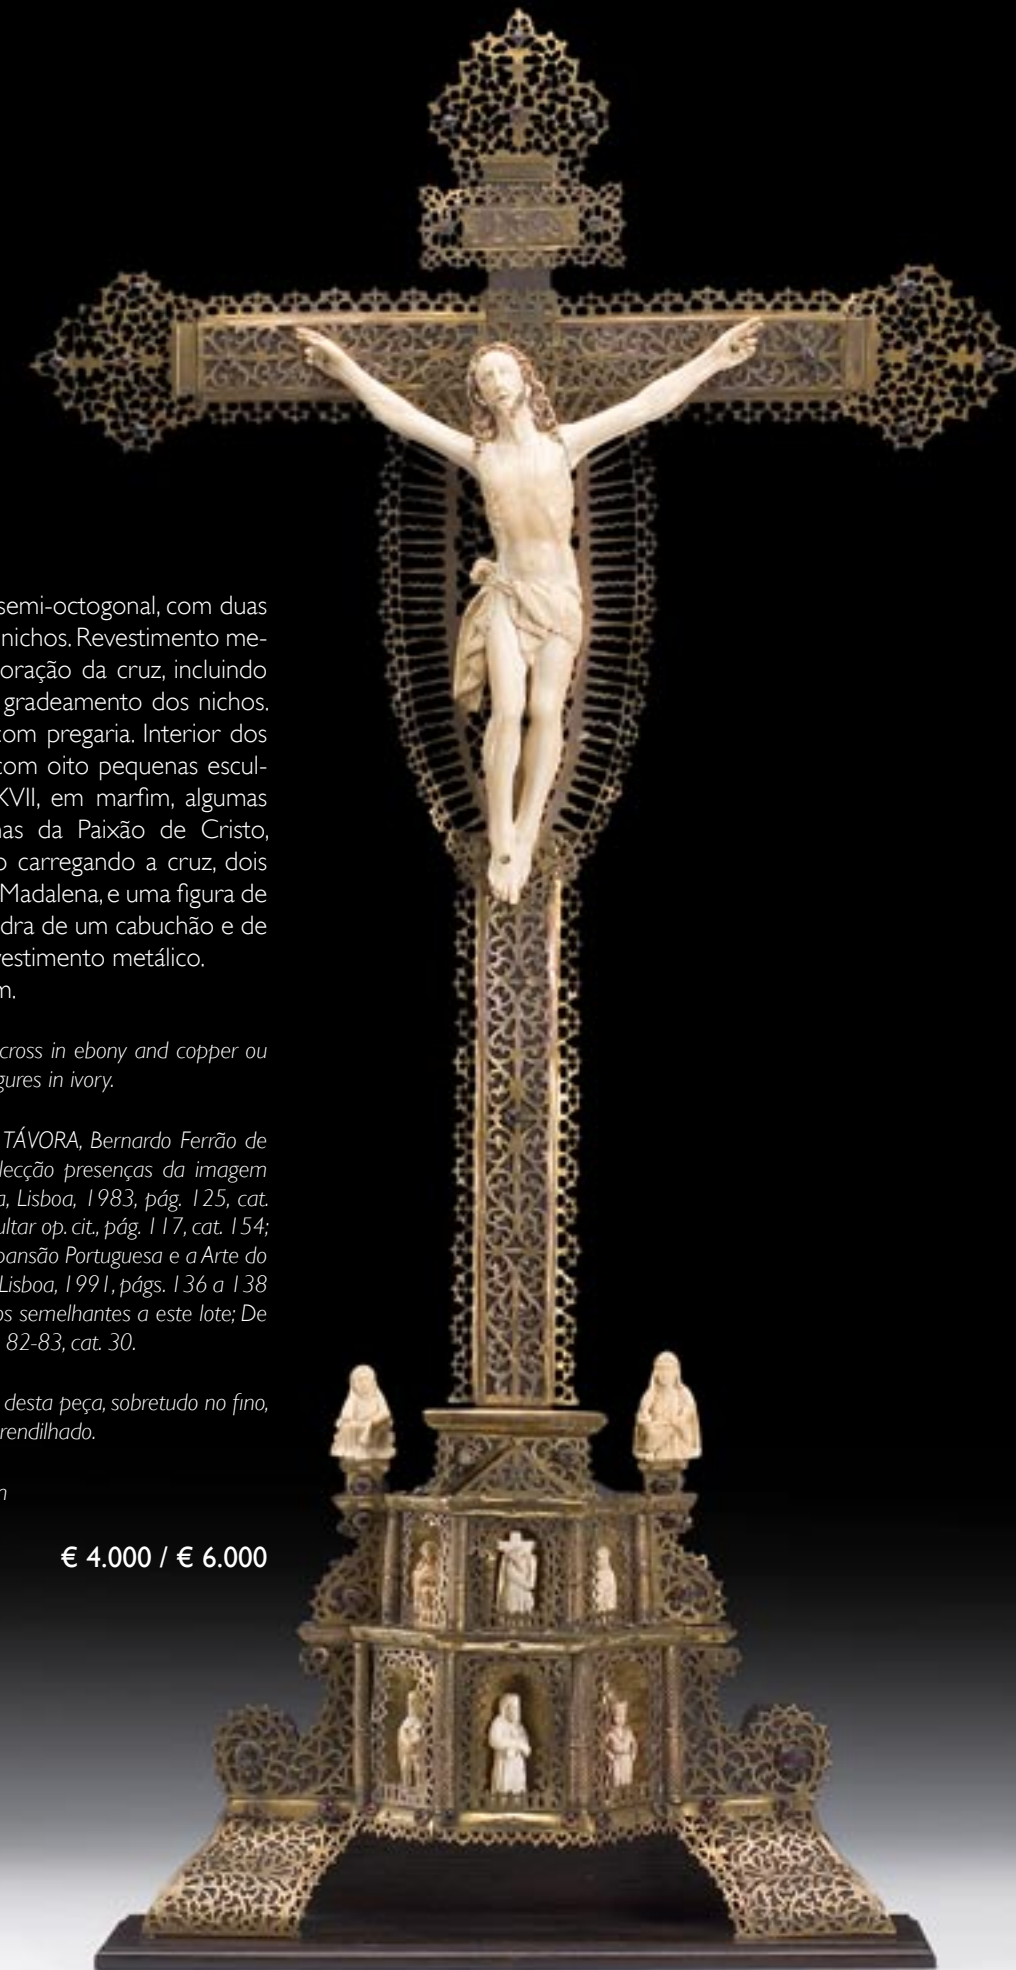 semi-octogonal, com duas
nichos. Revestimento me-
oração da cruz, incluindo
gradeamento dos nichos.
com pregaria. Interior dos
com oito pequenas escul-
XVII, em marfim, algumas
nas da Paixão de Cristo,
o carregando a cruz, dois
Madalena, e uma figura de
dra de um cabuchão e de
vestimento metálico.
m.
cross in ebony and copper ou
gures in ivory.
TÁVORA, Bernardo Ferrão de
lecção presenças da imagem
a, Lisboa, 1983, pág. 125, cat.
ultar op. cit., pág. 117, cat. 154;
pansão Portuguesa e a Arte do
Lisboa, 1991, págs. 136 a 138
os semelhantes a este lote; De
82-83, cat. 30.
desta peça, sobretudo no fino,
rendilhado.
n
€ 4.000 / € 6.000